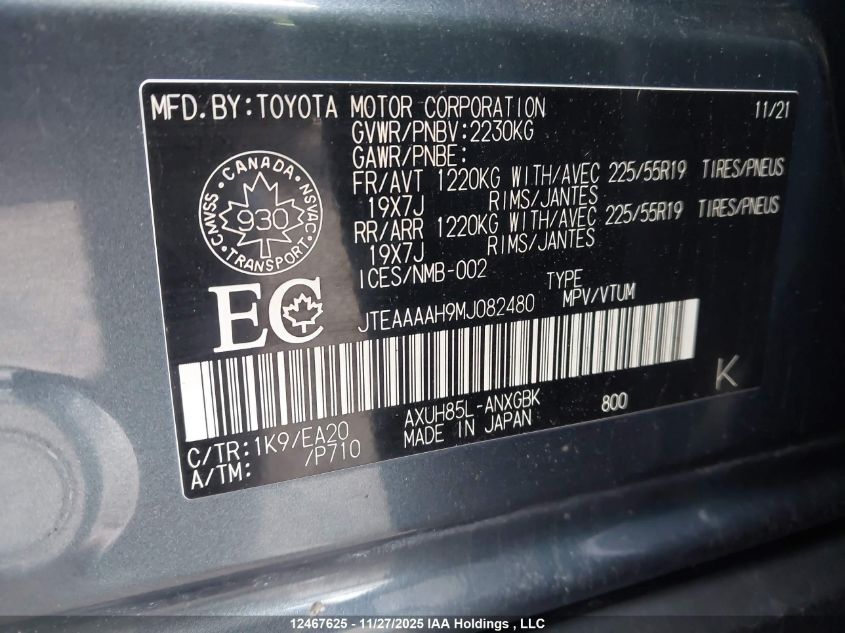 MFD. BY: TOYOTA MOTOR CORPORATION 11/21
GVWR/PNBV: 2230KG
GAWR/PNBE:
FR/AVT 1220KG WITH/AVEC 225/55R19 TIRES/PNEUS
19X7J RIMS/JANTES
RR/ARR 1220KG WITH/AVEC 225/55R19 TIRES/PNEUS
19X7J RIMS/JANTES
ICES/NMB-002
CANADA
CMVSS NSVAC
930
TRANSPORT
EC
JTEAAAAH9MJ082480 TYPE
MPV/VTUM
K
AXUH85L-ANXGBK 800
MADE IN JAPAN
C/TR: 1K9/EA20
A/TM: /P710
12467625 - 11/27/2025 IAA Holdings , LLC